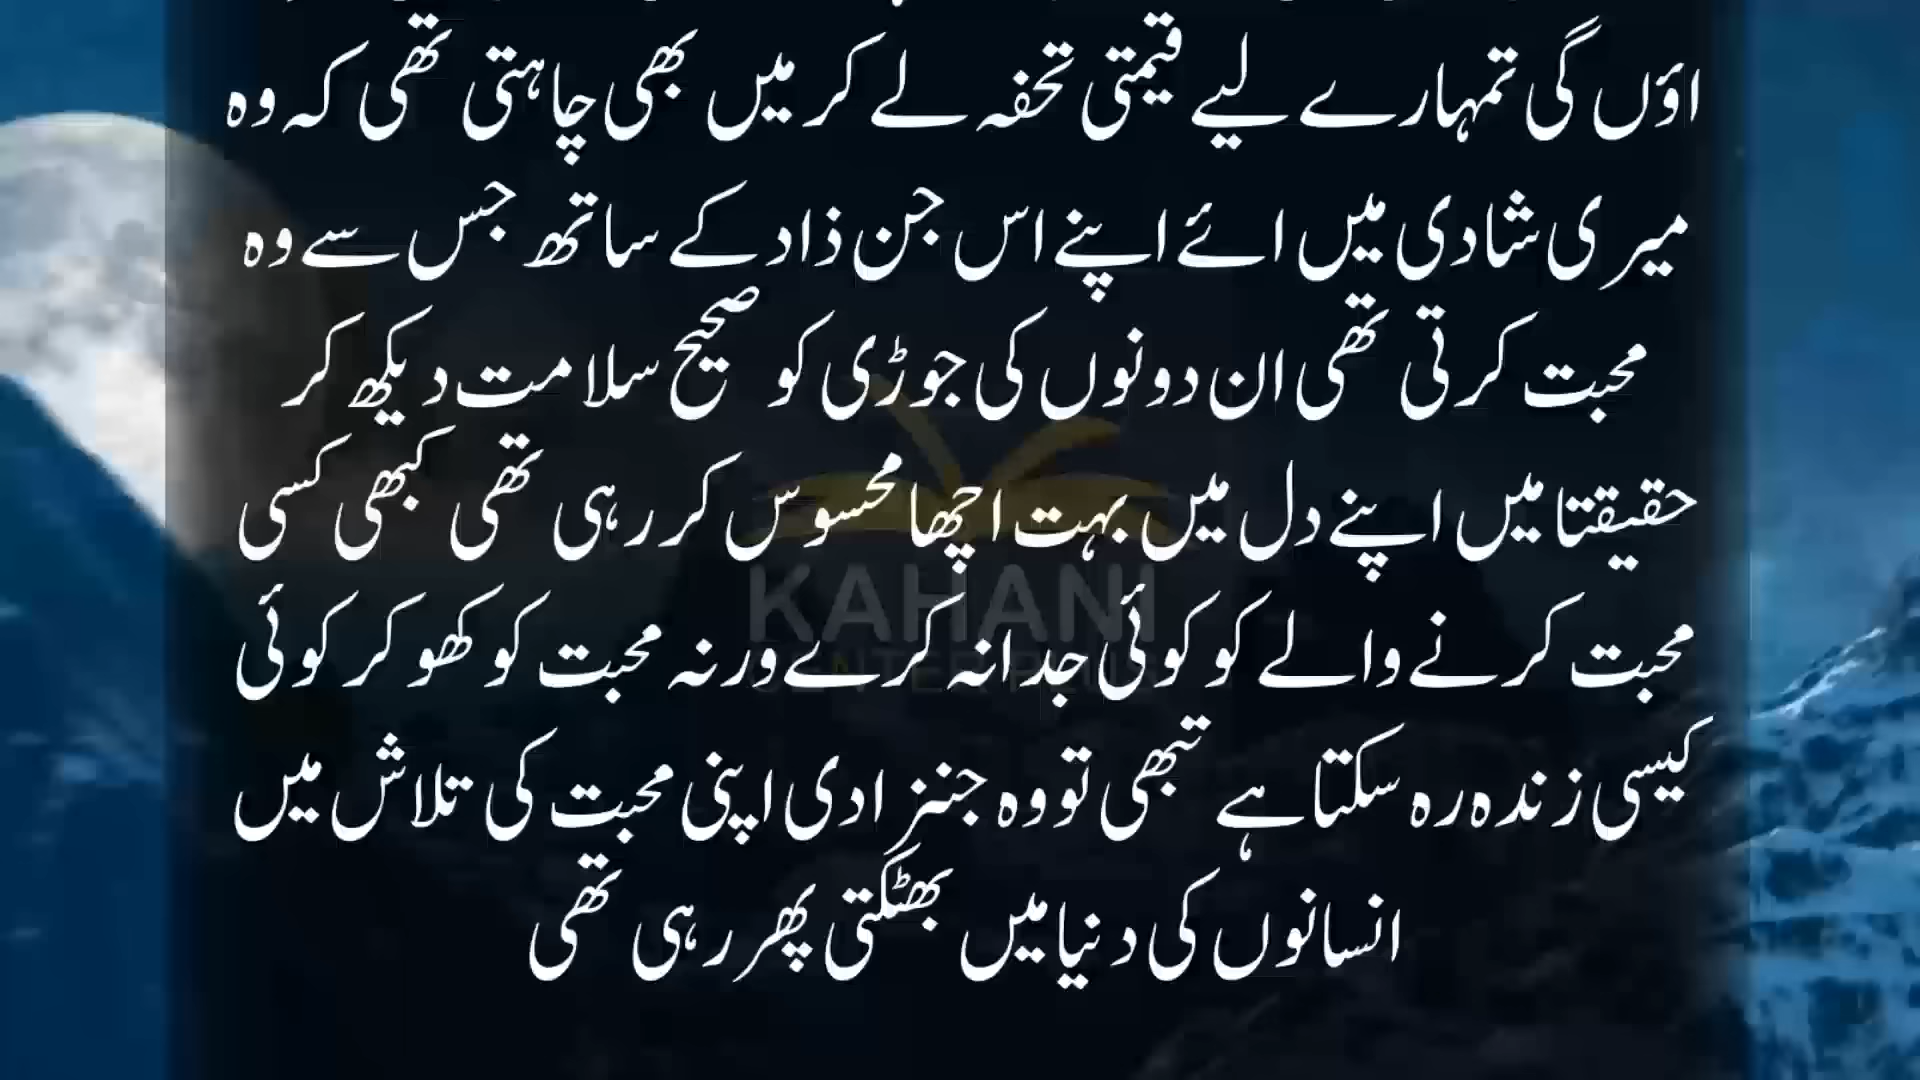 اؤں گی تمہارے لیے قیمتی تحفہ لے کر میں بھی چاہتی تھی کہ وہ
میری شادی میں ائے اپنے اس جن ذاد کے ساتھ جس سے وہ
محبت کرتی تھی ان دونوں کی جوڑی کو صحیح سلامت دیکھ کر
حقیقتا میں اپنے دل میں بہت اچھا محسوس کر رہی تھی کبھی کسی
محبت کرنے والے کو کوئی جدا نہ کرے ورنہ محبت کو کھو کر کوئی
کیسی زندہ رہ سکتا ہے تبھی تو وہ جنزادی اپنی محبت کی تلاش میں
انسانوں کی دنیا میں بھٹکتی پھر رہی تھی
KAHANI
CENTER PLUS